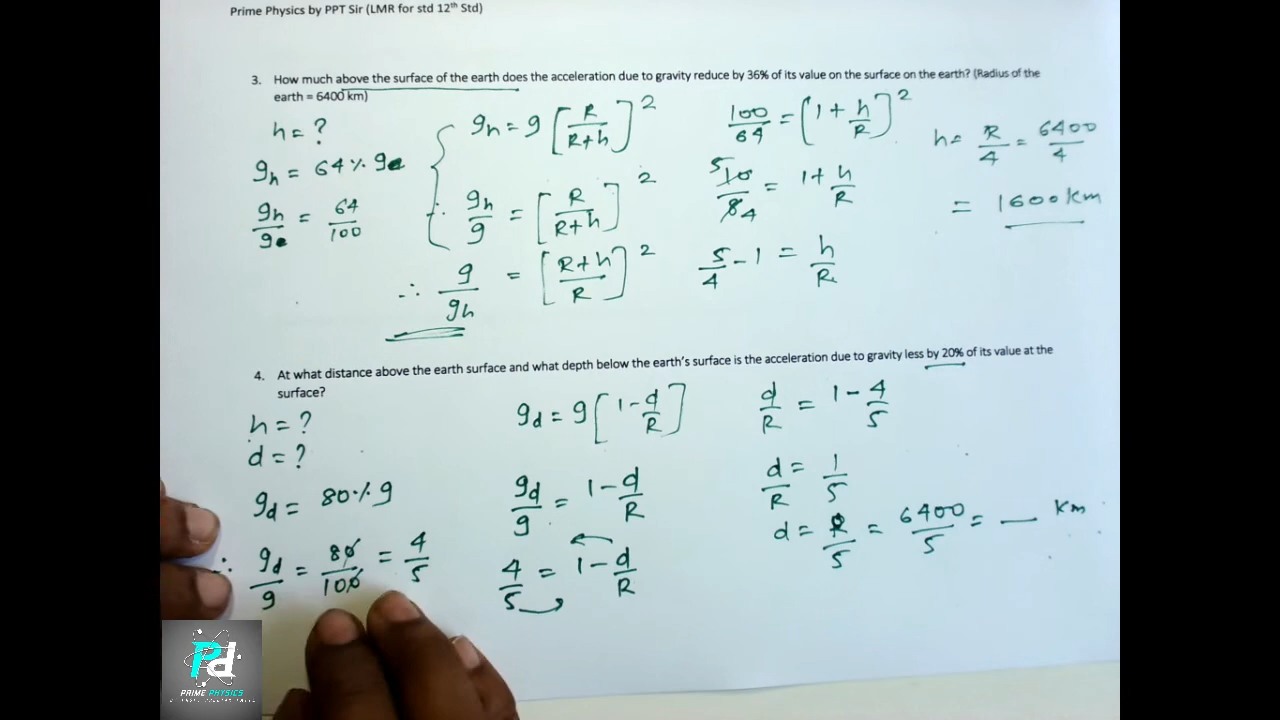 Prime Physics by PPT Sir (LMR for std 12th Std)
3. How much above the surface of the earth does the acceleration due to gravity reduce by 36% of its value on the surface on the earth? (Radius of the
earth = 6400 km)
h = ?
gh = 64% g
gh/g = 64/100
gh = g [R/R+h]²
∴ gh/g = [R/R+h]²
∴ g/gh = [R+h/R]²
100/64 = (1+h/R]²
5 10/8 4 = 1+h/R
5/4 - 1 = h/R
h = R/4 = 6400/4
= 1600 km
4. At what distance above the earth surface and what depth below the earth's surface is the acceleration due to gravity less by 20% of its value at the
surface?
h = ?
d = ?
gd = 80% g
∴ gd/g = 80/100 = 4/5
gd = g [1-d/R]
gd/g = 1-d/R
4/5 = 1-d/R
d/R = 1-4/5
d/R = 1/5
d = R/5 = 6400/5 = — km
Pd
PRIME PHYSICS